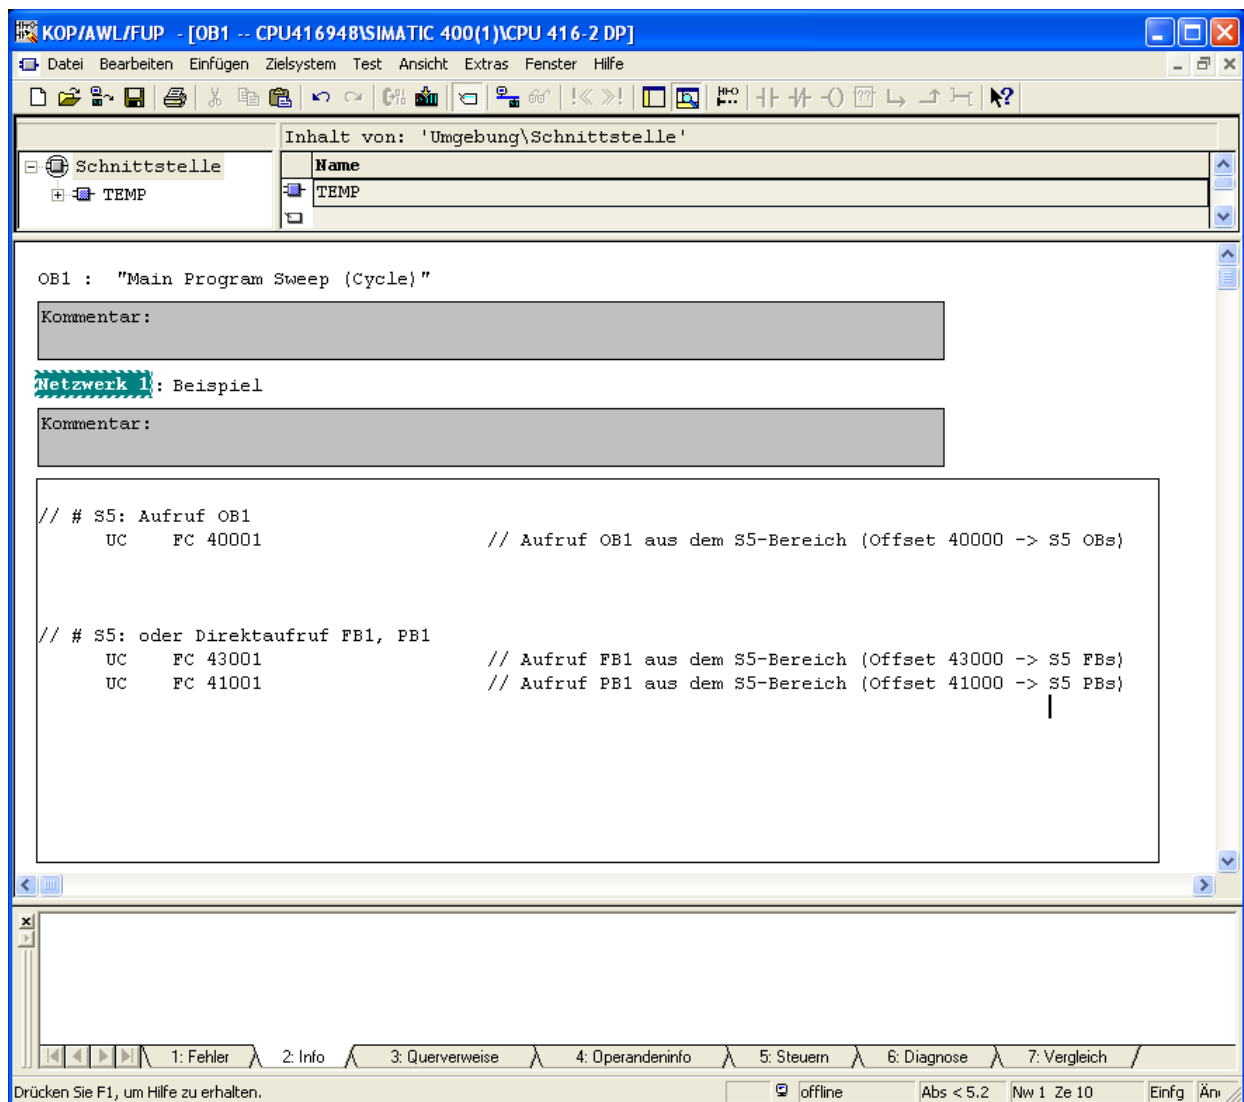 KOP/AWL/FUP - [OB1 -- CPU416948\SIMATIC 400(1)\CPU 416-2 DP]
Datei Bearbeiten Einfügen Zielsystem Test Ansicht Extras Fenster Hilfe
Inhalt von: 'Umgebung\Schnittstelle'
Schnittstelle
TEMP
Name
TEMP
OB1 : "Main Program Sweep (Cycle)"
Kommentar:
Netzwerk 1: Beispiel
Kommentar:
// # S5: Aufruf OB1
UC FC 40001 // Aufruf OB1 aus dem S5-Bereich (Offset 40000 -> S5 OBs)
// # S5: oder Direktaufruf FB1, PB1
UC FC 43001 // Aufruf FB1 aus dem S5-Bereich (Offset 43000 -> S5 FBs)
UC FC 41001 // Aufruf PB1 aus dem S5-Bereich (Offset 41000 -> S5 PBs)
1: Fehler 2: Info 3: Querverweise 4: Operandeninfo 5: Steuern 6: Diagnose 7: Vergleich
Drücken Sie F1, um Hilfe zu erhalten. offline Abs < 5.2 Nw 1 Ze 10 Einfg Än